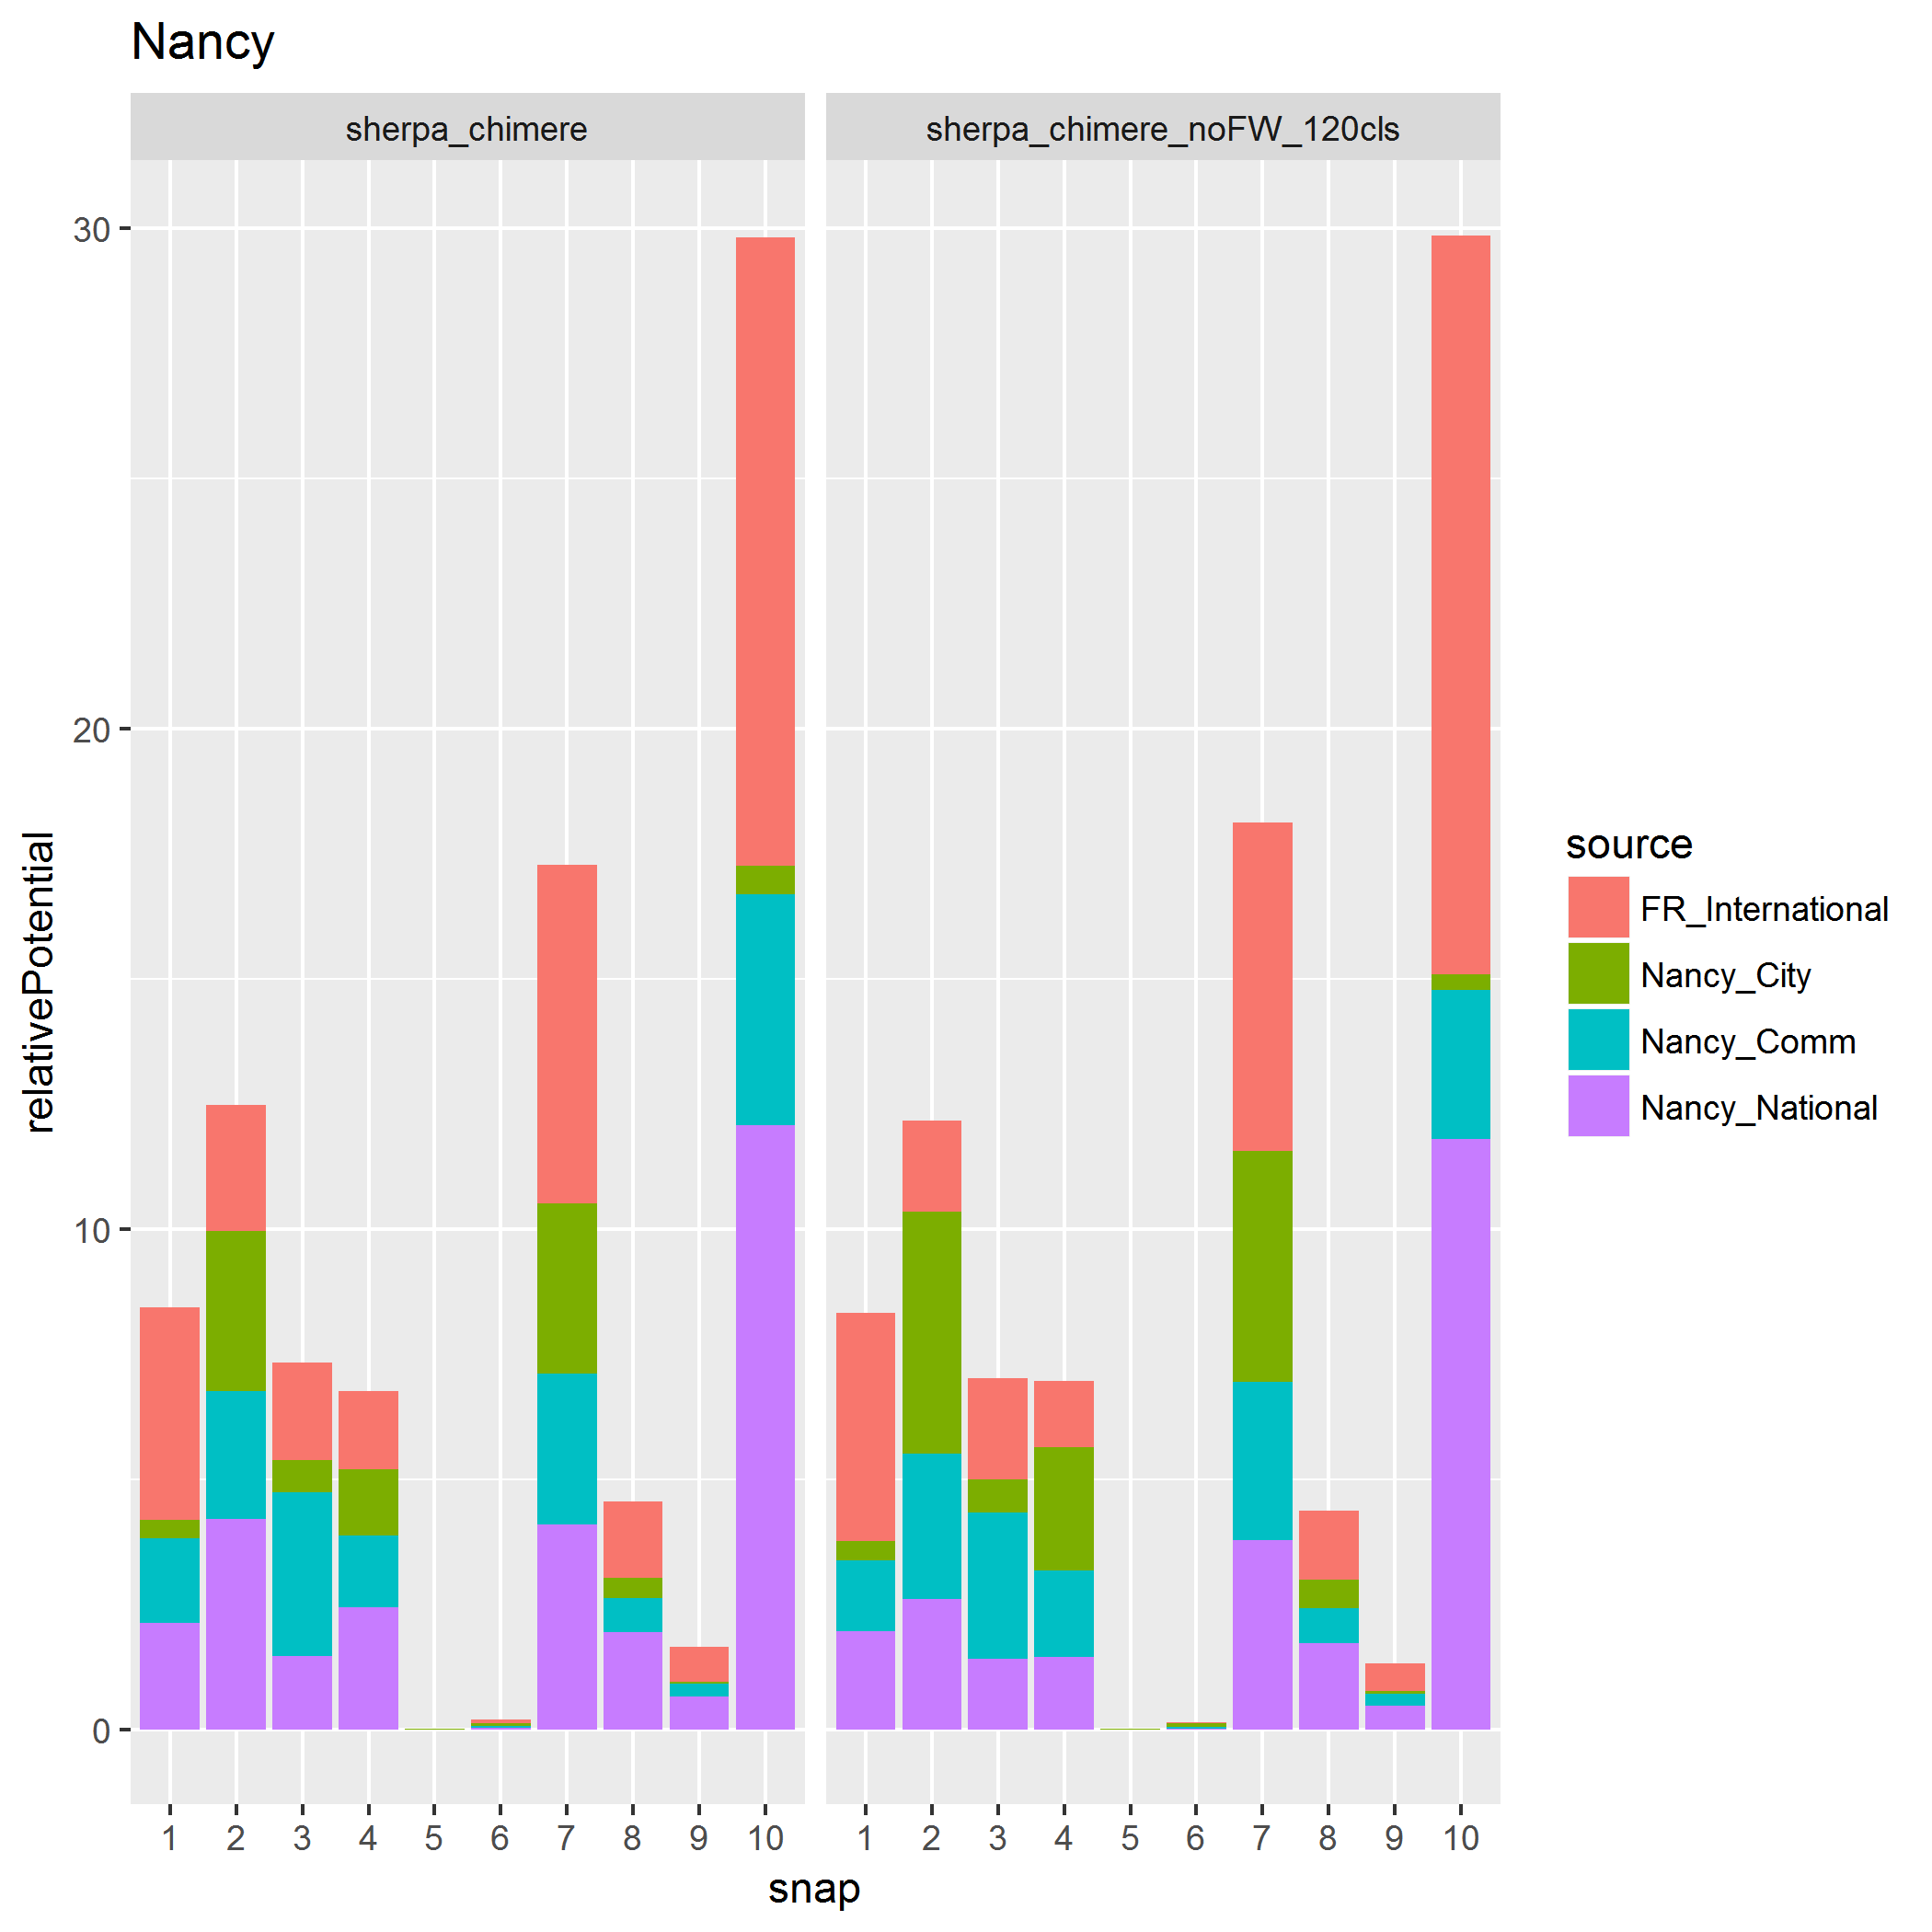 Nancy
sherpa_chimere
sherpa_chimere_noFW_120cls
30
20
10
0
relativePotential
1 2 3 4 5 6 7 8 9 10
1 2 3 4 5 6 7 8 9 10
snap
source
FR_International
Nancy_City
Nancy_Comm
Nancy_National